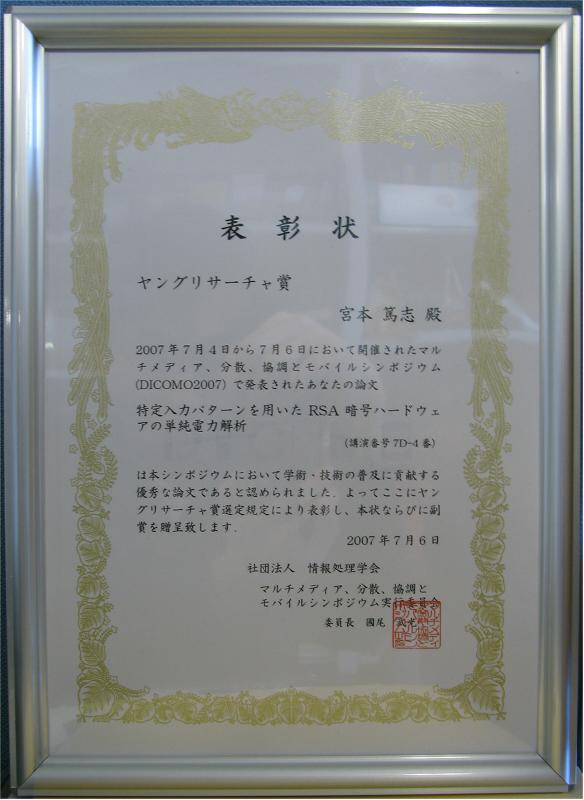 表彰状
ヤングリサーチャ賞
宮本 篤志 殿
2007年7月4日から7月6日において開催されたマル
チメディア、分散、協調とモバイルシンポジウム
(DICOMO2007) で発表されたあなたの論文
特定入力パターンを用いた RSA 暗号ハードウェ
アの単純電力解析
(講演番号 7D-4 番)
は本シンポジウムにおいて学術・技術の普及に貢献する
優秀な論文であると認められました．よってここにヤン
グリサーチャ賞選定規定により表彰し、本状ならびに副
賞を贈呈致します．
2007年7月6日
社団法人　情報処理学会
マルチメディア、分散、協調と
モバイルシンポジウム実行委員会
委員長　國尾　武光